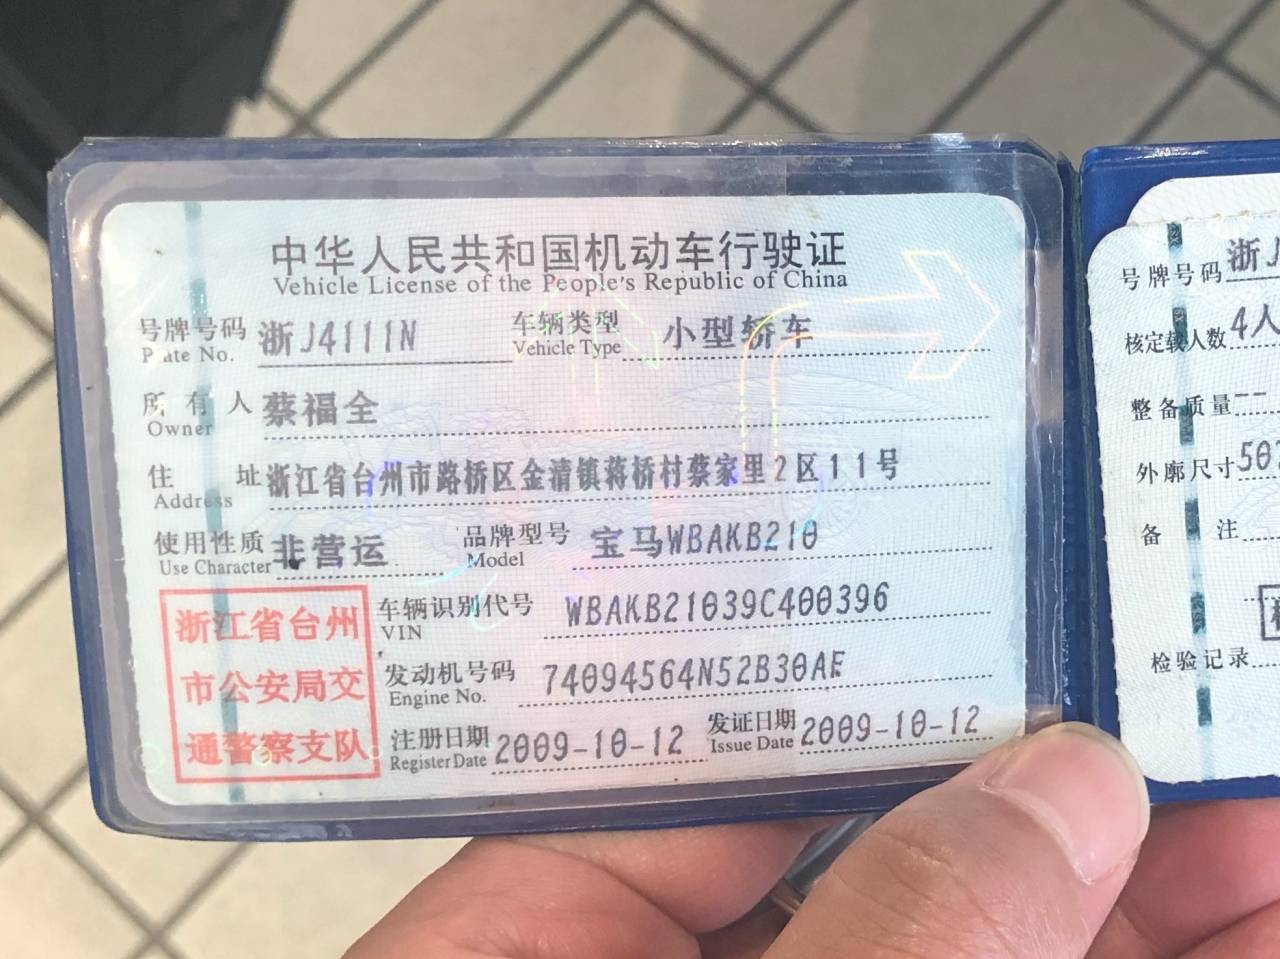 中华人民共和国机动车行驶证
Vehicle License of the People's Republic of China
号牌号码 浙J4111N 车辆类型 小型轿车
Plate No. Vehicle Type
所有人 蔡福全
Owner
住址 浙江省台州市路桥区金清镇蒋桥村蔡家里2区11号
Address
使用性质 非营运 品牌型号 宝马WBAKB210
Use Character Model
车辆识别代号 WBAKB21039C400396
VIN
发动机号码 74094564N52B30AE
Engine No.
注册日期 2009-10-12 发证日期 2009-10-12
Register Date Issue Date
浙江省台州
市公安局交
通警察支队
号牌号码 浙J
核定载人数 4人
整备质量 --
外廓尺寸 50
备注
检验记录